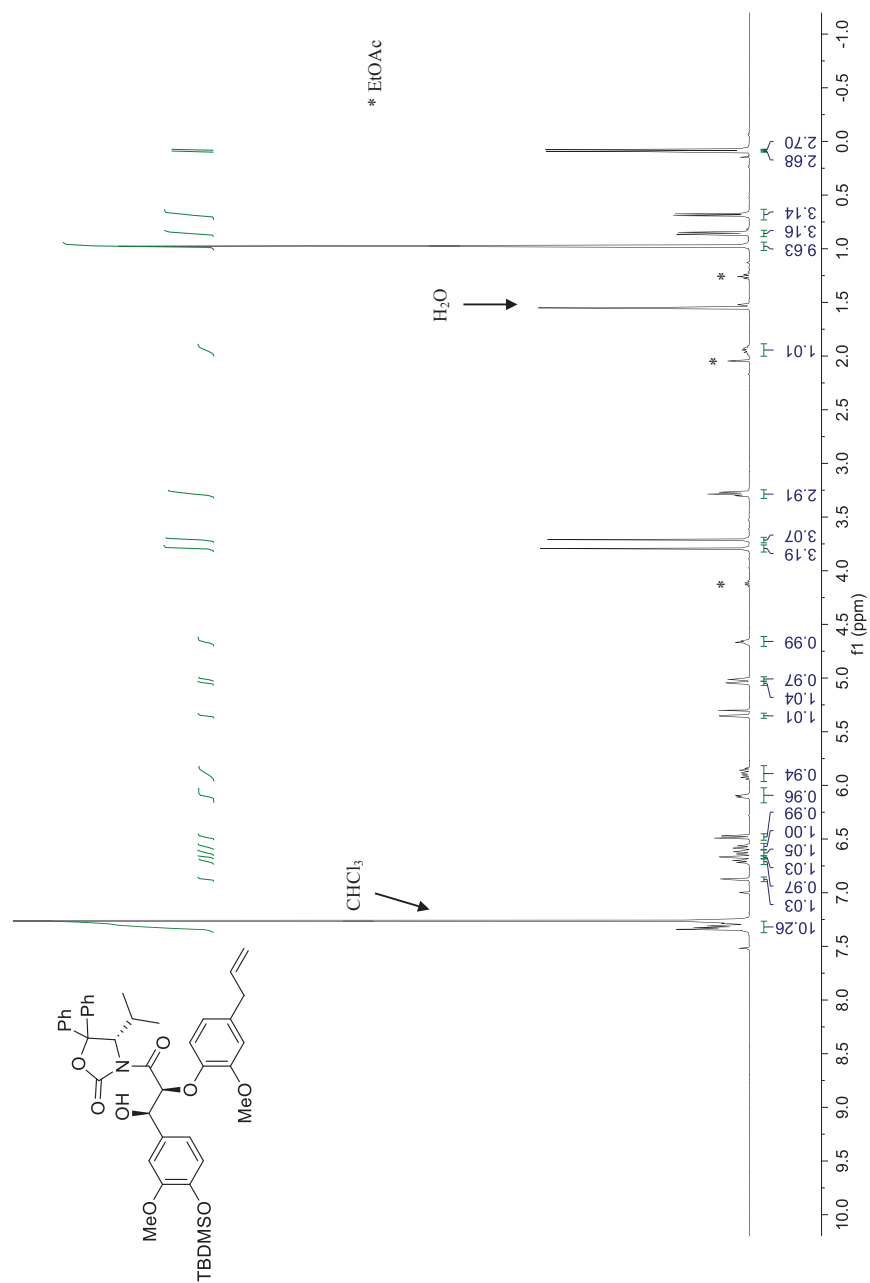 Ph
O
Ph
O
N
OH
MeO
O
O
TBDMSO
MeO
CHCl₃
* EtOAc
H₂O
*
*
*
10.26
1.03
0.97
1.03
1.05
1.00
0.99
0.96
0.94
1.01
1.04
0.97
0.99
3.19
3.07
2.91
1.01
9.63
3.16
3.14
2.68
2.70
10.0 9.5 9.0 8.5 8.0 7.5 7.0 6.5 6.0 5.5 5.0 4.5 4.0 3.5 3.0 2.5 2.0 1.5 1.0 0.5 0.0 -0.5 -1.0
f1 (ppm)